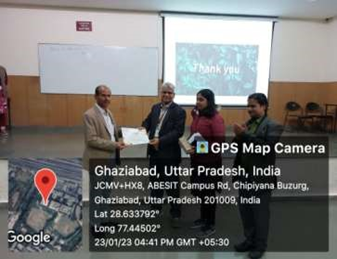 Thank you
GPS Map Camera
Ghaziabad, Uttar Pradesh, India
JCMV+HX8, ABESIT Campus Rd, Chipiyana Buzurg,
Ghaziabad, Uttar Pradesh 201009, India
Lat 28.633792°
Long 77.44502°
23/01/23 04:41 PM GMT +05:30
Google